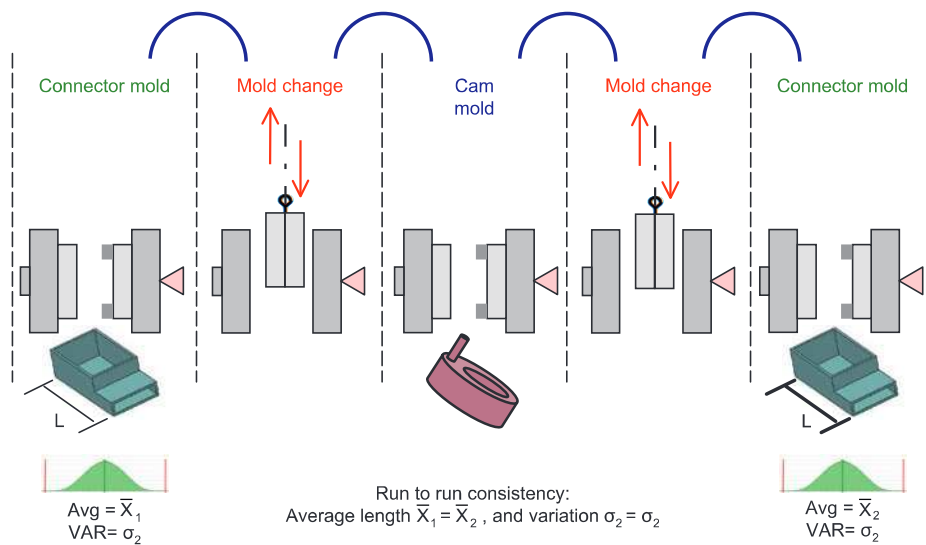 Connector mold
Mold change
Cam
mold
Mold change
Connector mold
L
L
Avg = X̅₁
VAR= σ₂
Run to run consistency:
Average length X̅₁ = X̅₂ , and variation σ₂ = σ₂
Avg = X̅₂
VAR= σ₂